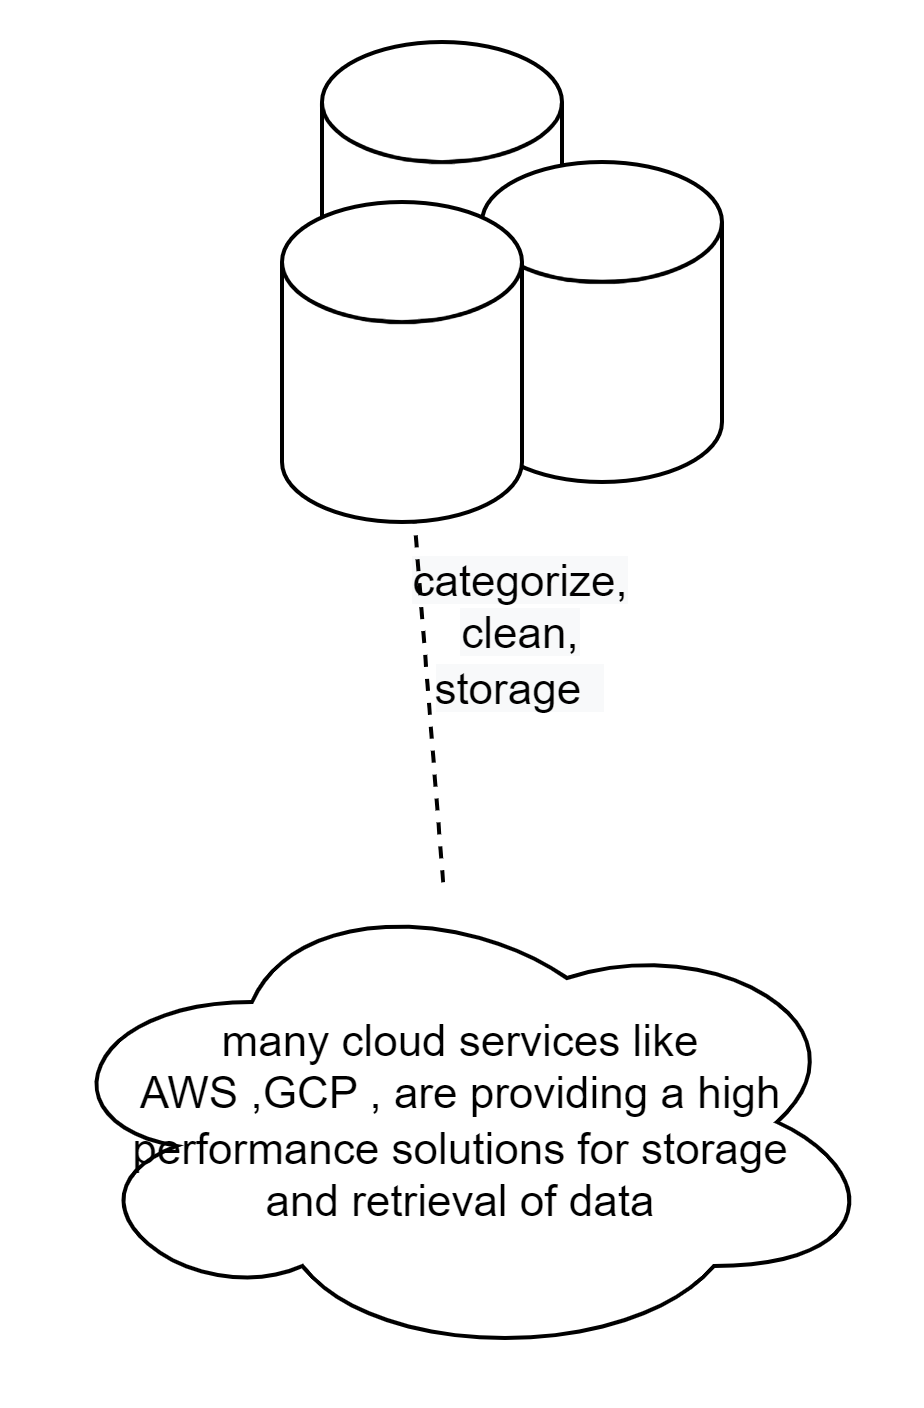 categorize,
clean,
storage
many cloud services like
AWS ,GCP , are providing a high
performance solutions for storage
and retrieval of data